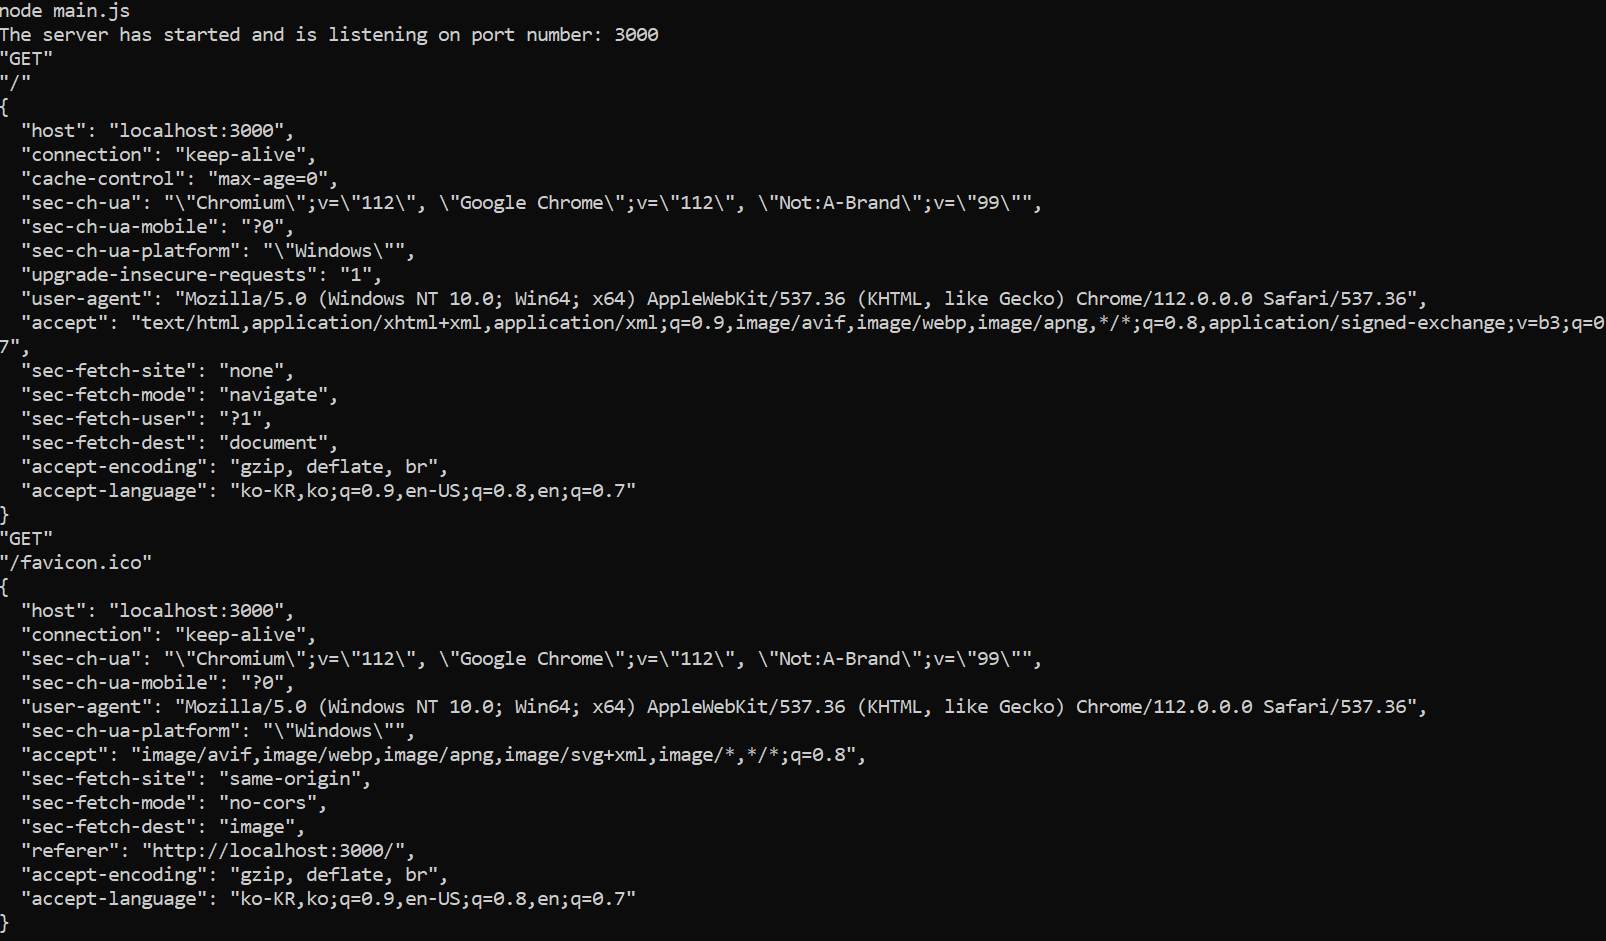 node main.js
The server has started and is listening on port number: 3000
"GET"
"/"
{
  "host": "localhost:3000",
  "connection": "keep-alive",
  "cache-control": "max-age=0",
  "sec-ch-ua": "\"Chromium\";v=\"112\", \"Google Chrome\";v=\"112\", \"Not:A-Brand\";v=\"99\"",
  "sec-ch-ua-mobile": "?0",
  "sec-ch-ua-platform": "\"Windows\"",
  "upgrade-insecure-requests": "1",
  "user-agent": "Mozilla/5.0 (Windows NT 10.0; Win64; x64) AppleWebKit/537.36 (KHTML, like Gecko) Chrome/112.0.0.0 Safari/537.36",
  "accept": "text/html,application/xhtml+xml,application/xml;q=0.9,image/avif,image/webp,image/apng,*/*;q=0.8,application/signed-exchange;v=b3;q=0
7",
  "sec-fetch-site": "none",
  "sec-fetch-mode": "navigate",
  "sec-fetch-user": "?1",
  "sec-fetch-dest": "document",
  "accept-encoding": "gzip, deflate, br",
  "accept-language": "ko-KR,ko;q=0.9,en-US;q=0.8,en;q=0.7"
}
"GET"
"/favicon.ico"
{
  "host": "localhost:3000",
  "connection": "keep-alive",
  "sec-ch-ua": "\"Chromium\";v=\"112\", \"Google Chrome\";v=\"112\", \"Not:A-Brand\";v=\"99\"",
  "sec-ch-ua-mobile": "?0",
  "user-agent": "Mozilla/5.0 (Windows NT 10.0; Win64; x64) AppleWebKit/537.36 (KHTML, like Gecko) Chrome/112.0.0.0 Safari/537.36",
  "sec-ch-ua-platform": "\"Windows\"",
  "accept": "image/avif,image/webp,image/apng,image/svg+xml,image/*,*/*;q=0.8",
  "sec-fetch-site": "same-origin",
  "sec-fetch-mode": "no-cors",
  "sec-fetch-dest": "image",
  "referer": "http://localhost:3000/",
  "accept-encoding": "gzip, deflate, br",
  "accept-language": "ko-KR,ko;q=0.9,en-US;q=0.8,en;q=0.7"
}